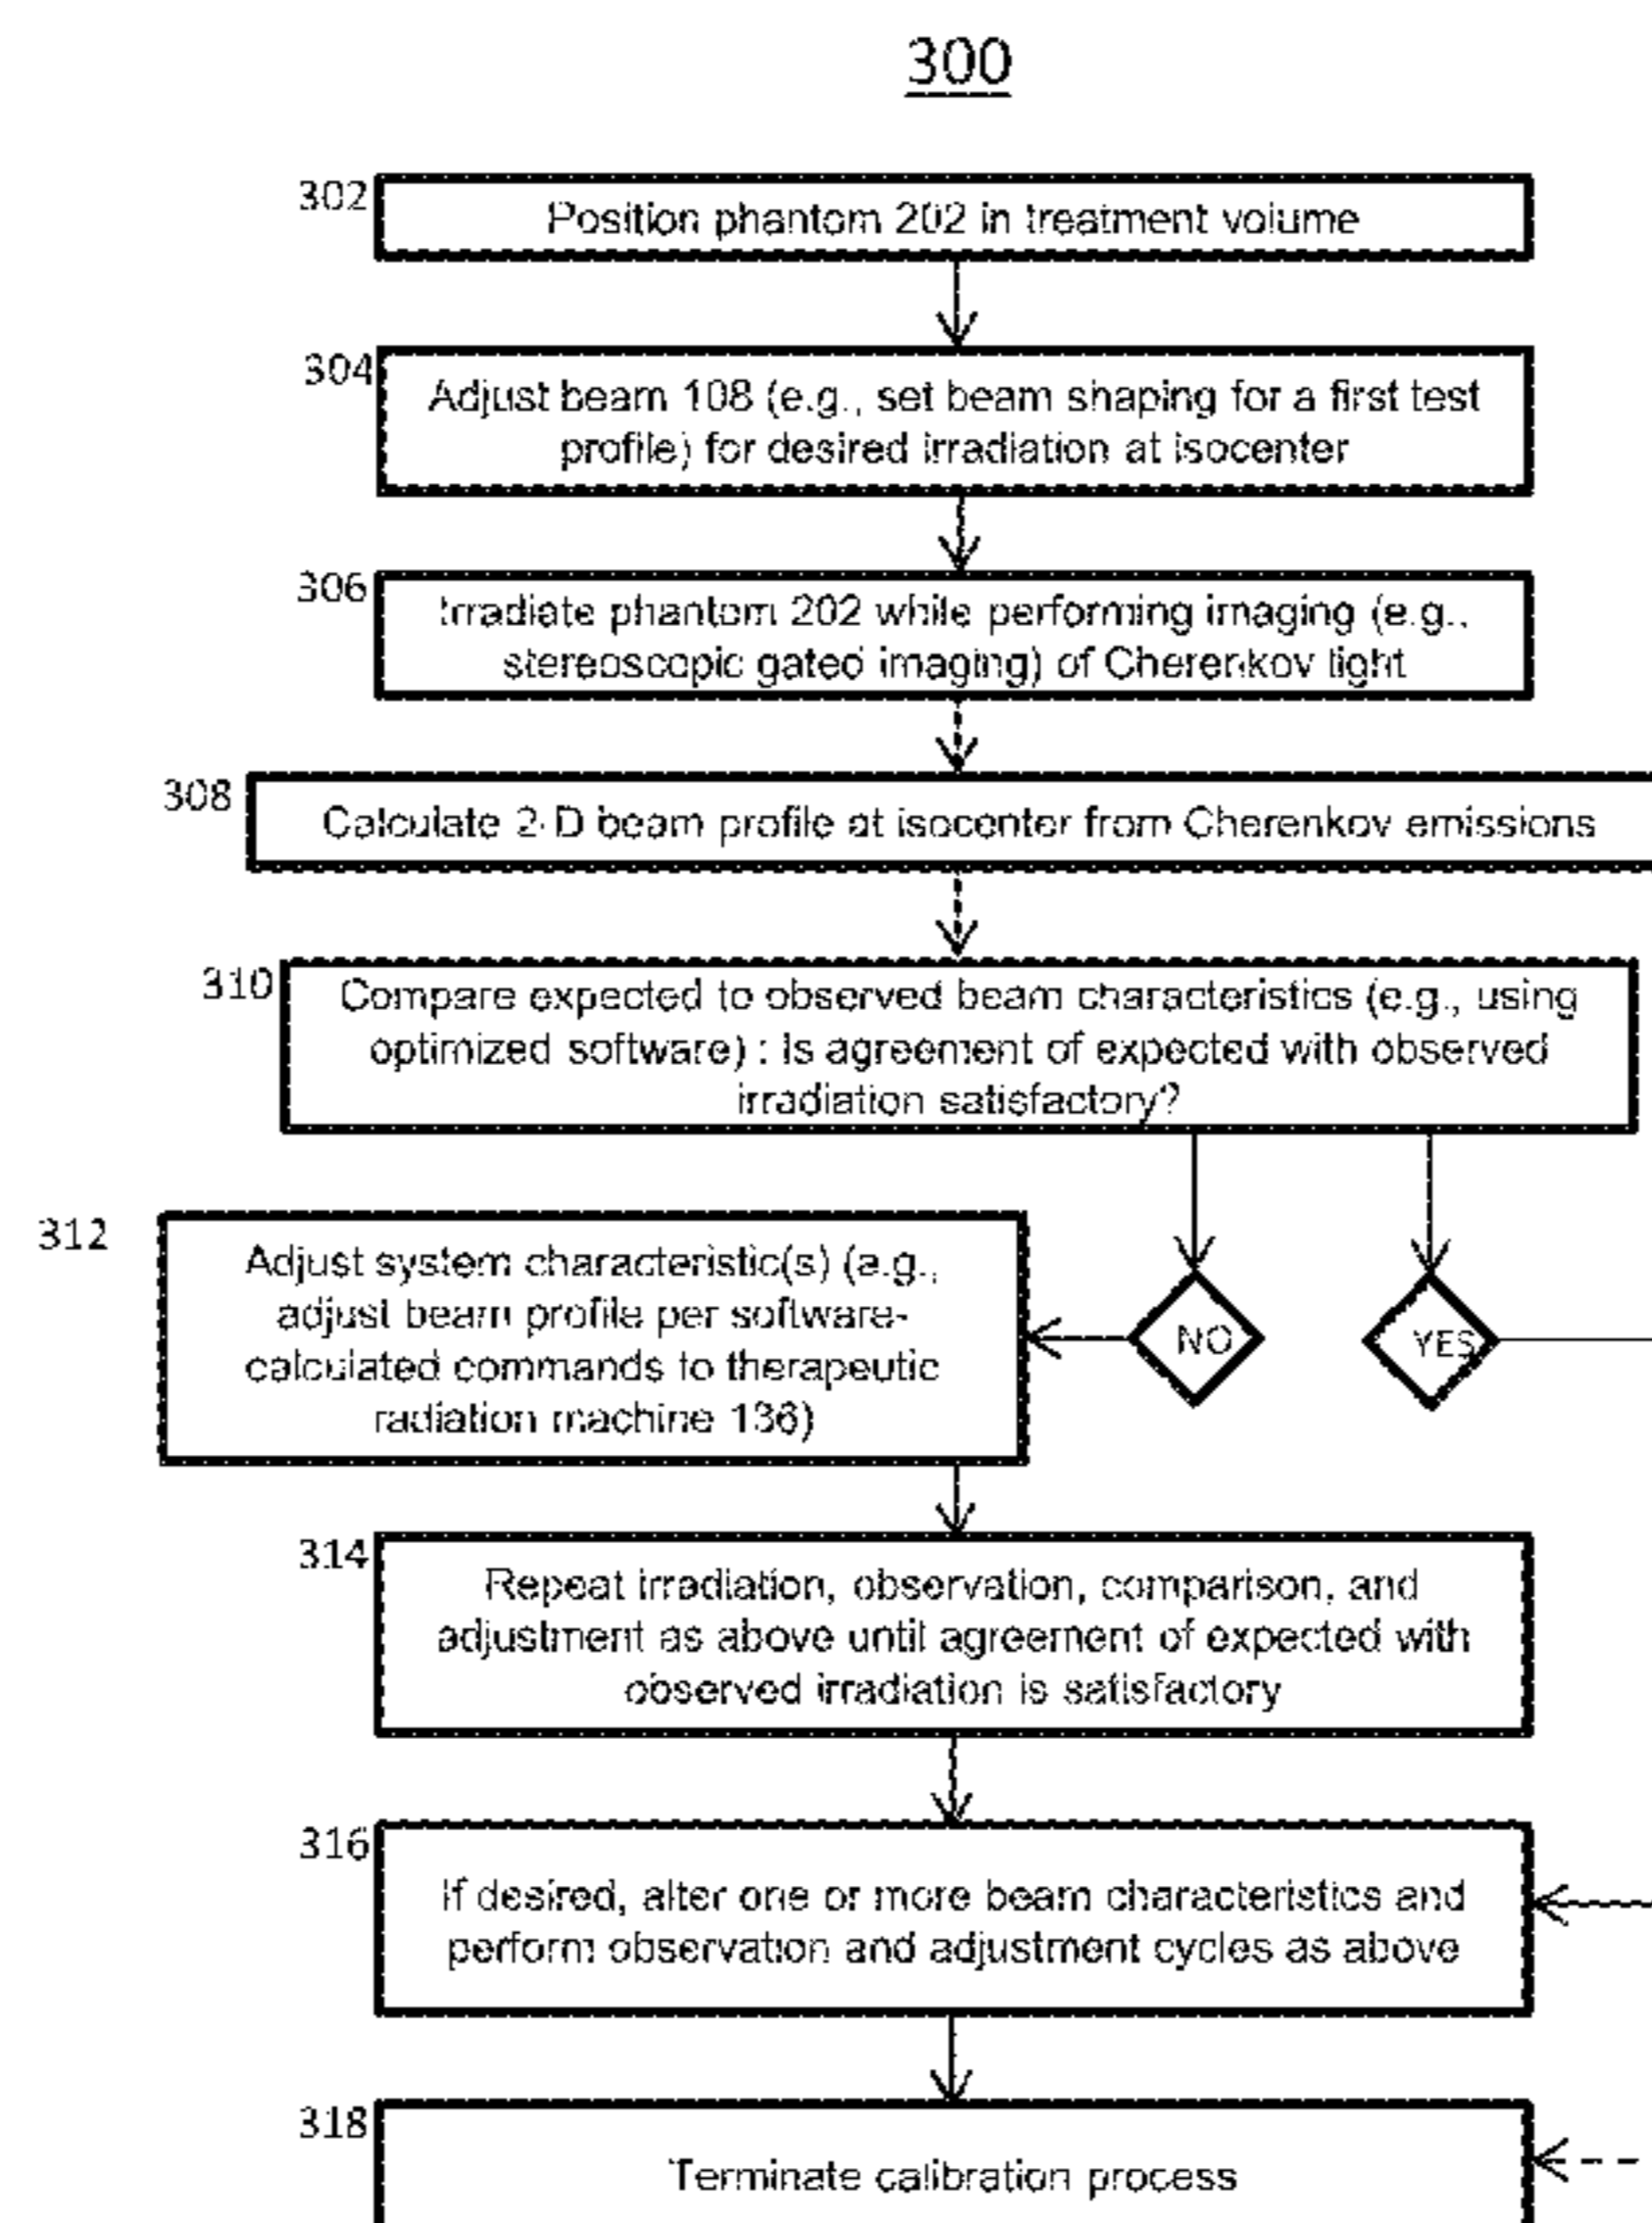 300
302
Position phantom 202 in treatment volume
304
Adjust beam 108 (e.g., set beam shaping for a first test
profile) for desired irradiation at isocenter
306
Irradiate phantom 202 while performing imaging (e.g.,
stereoscopic gated imaging) of Cherenkov light
308
Calculate 2-D beam profile at isocenter from Cherenkov emissions
310
Compare expected to observed beam characteristics (e.g., using
optimized software) : Is agreement of expected with observed
irradiation satisfactory?
312
Adjust system characteristic(s) (e.g.,
adjust beam profile per software-
calculated commands to therapeutic
radiation machine 136)
NO
YES
314
Repeat irradiation, observation, comparison, and
adjustment as above until agreement of expected with
observed irradiation is satisfactory
316
If desired, alter one or more beam characteristics and
perform observation and adjustment cycles as above
318
Terminate calibration process